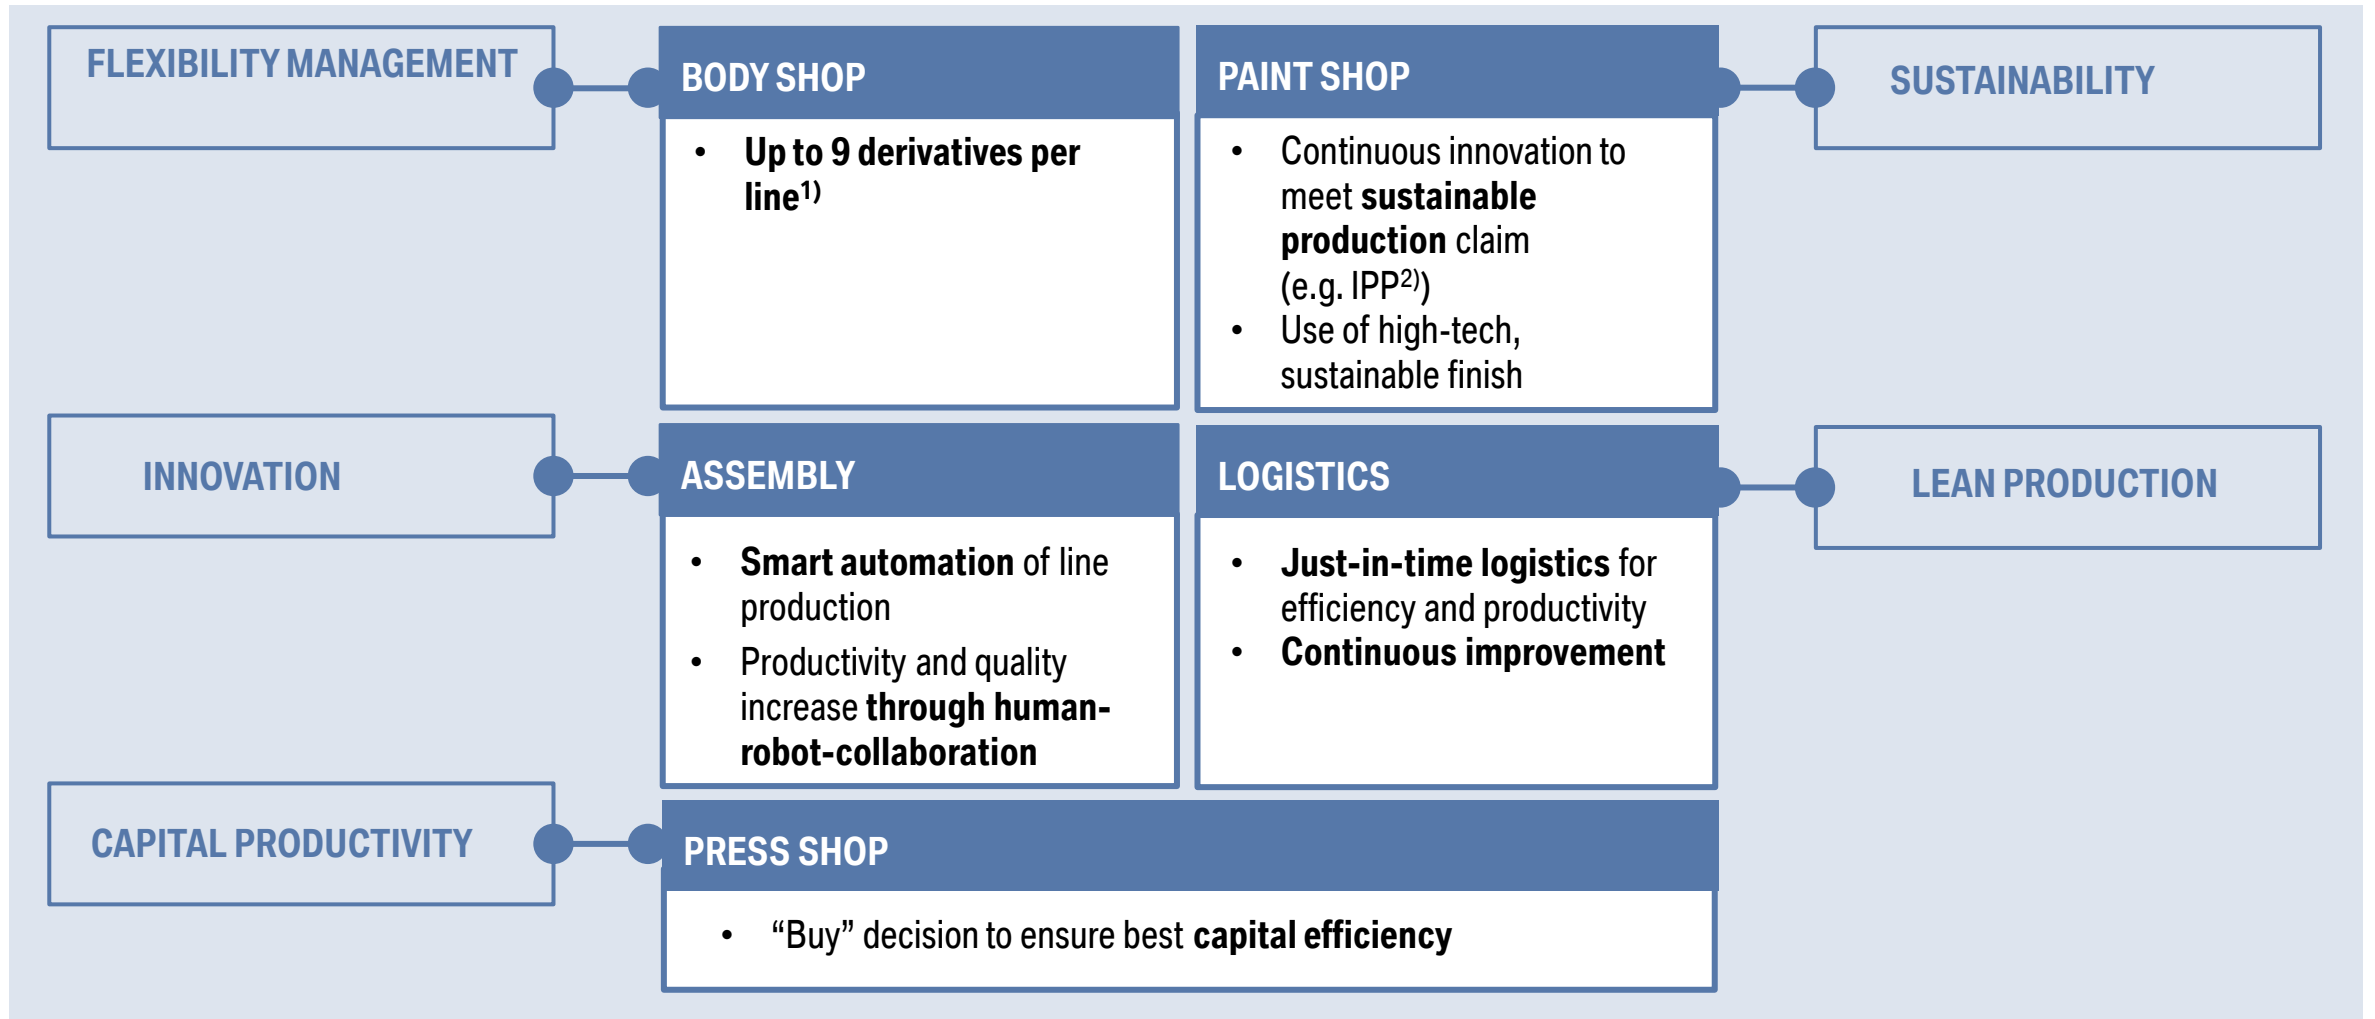 FLEXIBILITY MANAGEMENT
BODY SHOP
• Up to 9 derivatives per
line¹⁾
PAINT SHOP
• Continuous innovation to
meet sustainable
production claim
(e.g. IPP²⁾)
• Use of high-tech,
sustainable finish
SUSTAINABILITY
INNOVATION
ASSEMBLY
• Smart automation of line
production
• Productivity and quality
increase through human-
robot-collaboration
LOGISTICS
• Just-in-time logistics for
efficiency and productivity
• Continuous improvement
LEAN PRODUCTION
CAPITAL PRODUCTIVITY
PRESS SHOP
• “Buy” decision to ensure best capital efficiency